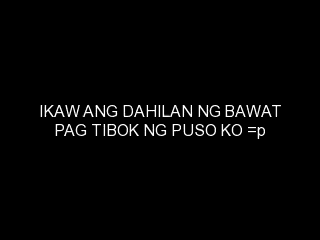 IKAW ANG DAHILAN NG BAWAT
PAG TIBOK NG PUSO KO =p